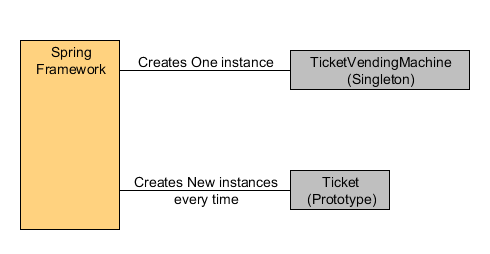 Spring
Framework
Creates One instance
TicketVendingMachine
(Singleton)
Creates New instances
every time
Ticket
(Prototype)